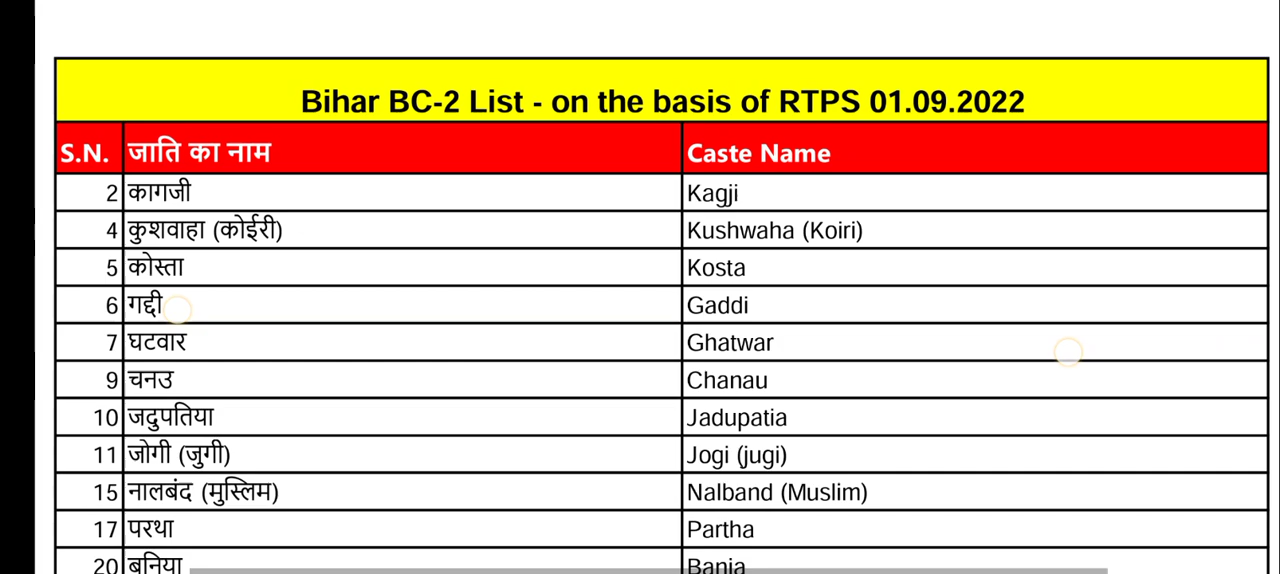 Bihar BC-2 List - on the basis of RTPS 01.09.2022
S.N. जाति का नाम Caste Name
2 कागजी Kagji
4 कुशवाहा (कोईरी) Kushwaha (Koiri)
5 कोस्ता Kosta
6 गद्दी Gaddi
7 घटवार Ghatwar
9 चनउ Chanau
10 जदुपतिया Jadupatia
11 जोगी (जुगी) Jogi (jugi)
15 नालबंद (मुस्लिम) Nalband (Muslim)
17 परथा Partha
20 बनिया Bania